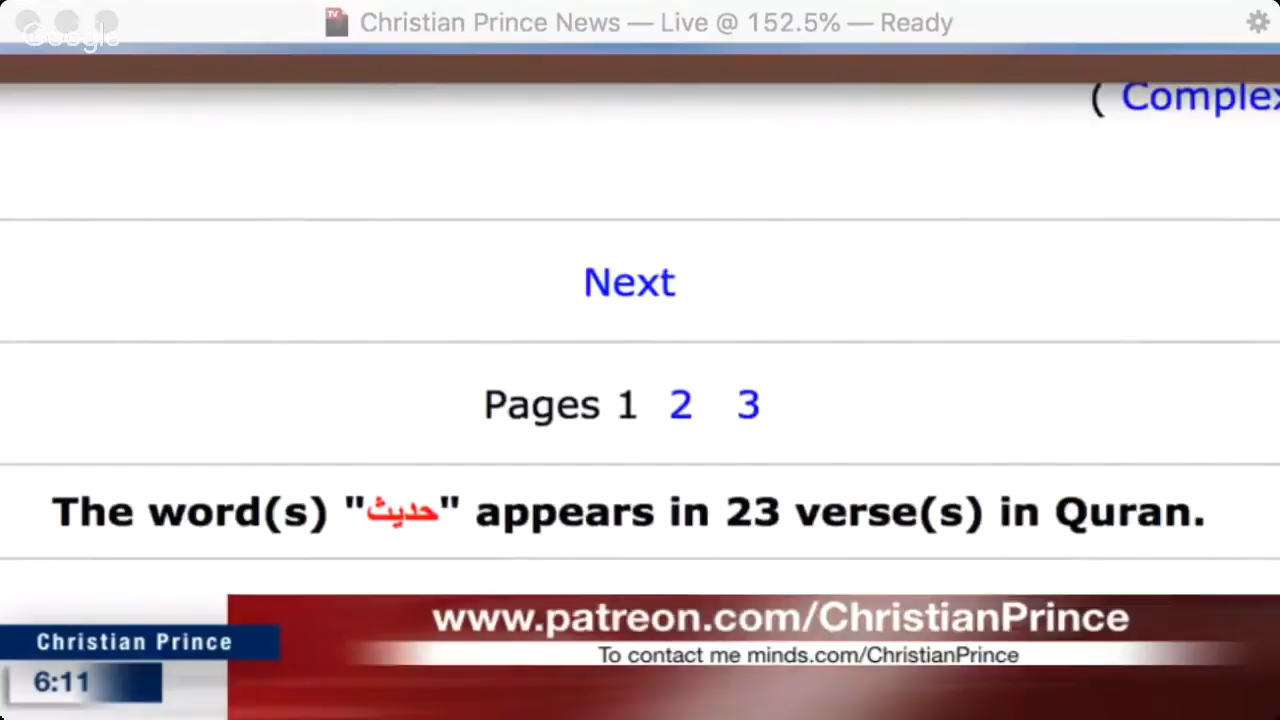 Christian Prince News — Live @ 152.5% — Ready
Google
( Complex
Next
Pages 1 2 3
The word(s) "حديث" appears in 23 verse(s) in Quran.
www.patreon.com/ChristianPrince
To contact me minds.com/ChristianPrince
Christian Prince
6:11